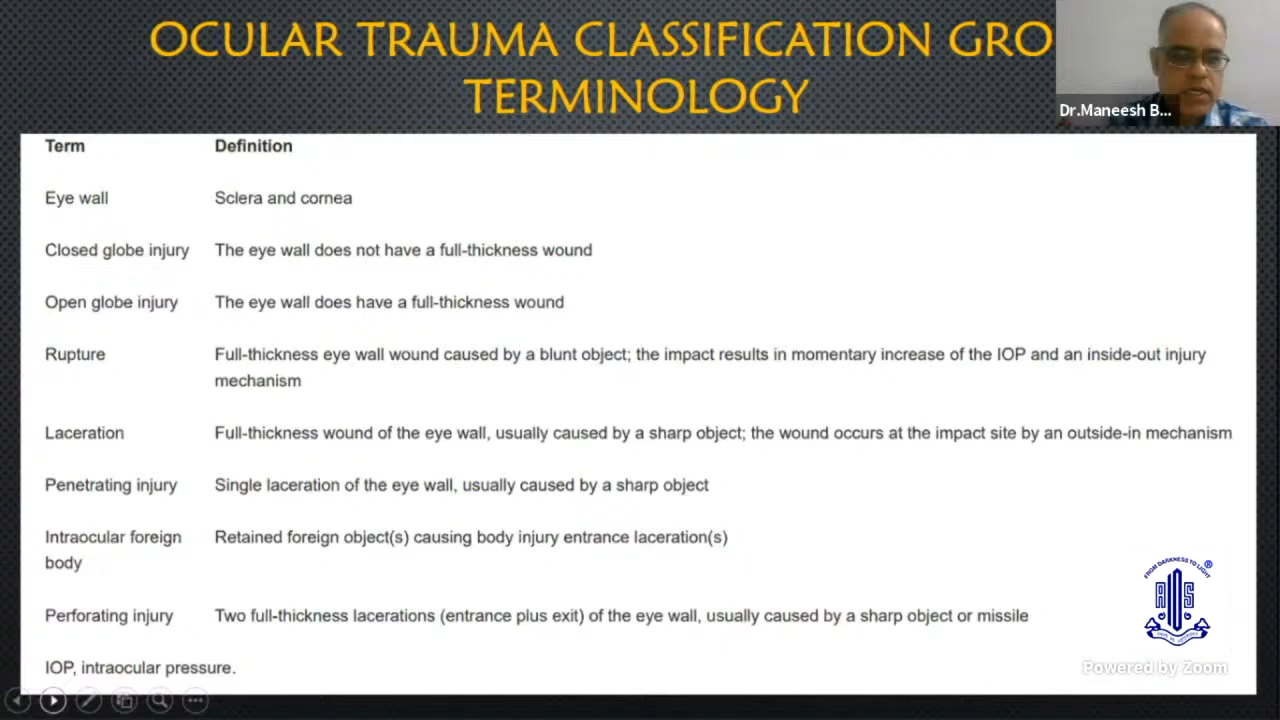 OCULAR TRAUMA CLASSIFICATION GRO
TERMINOLOGY
Dr.Maneesh B...
Term Definition
Eye wall Sclera and cornea
Closed globe injury The eye wall does not have a full-thickness wound
Open globe injury The eye wall does have a full-thickness wound
Rupture Full-thickness eye wall wound caused by a blunt object; the impact results in momentary increase of the IOP and an inside-out injury
mechanism
Laceration Full-thickness wound of the eye wall, usually caused by a sharp object; the wound occurs at the impact site by an outside-in mechanism
Penetrating injury Single laceration of the eye wall, usually caused by a sharp object
Intraocular foreign Retained foreign object(s) causing body injury entrance laceration(s)
body
Perforating injury Two full-thickness lacerations (entrance plus exit) of the eye wall, usually caused by a sharp object or missile
IOP, intraocular pressure.
FROM DARKNESS TO LIGHT ®
AIOS
Powered by Zoom